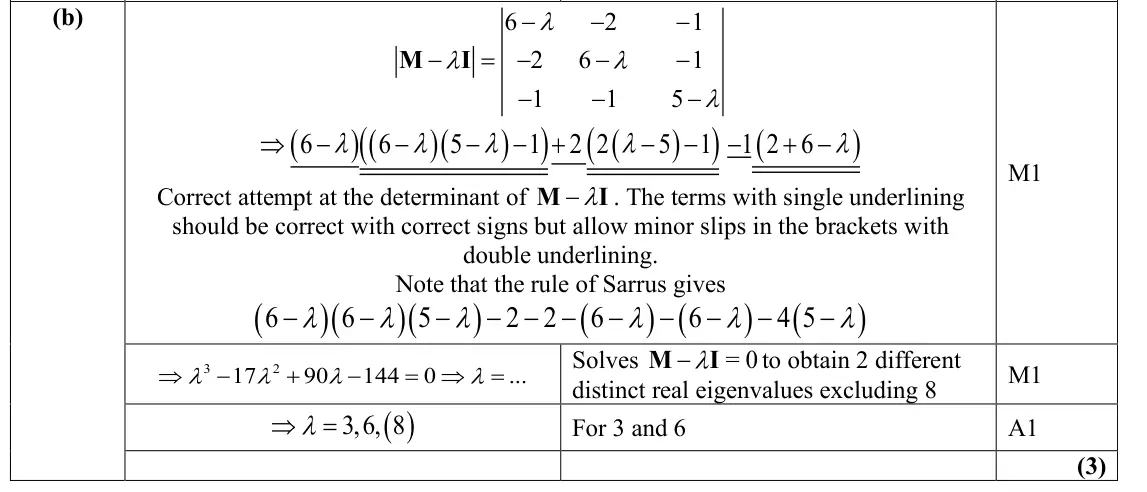 (b)
|M − λI| = | 6 − λ −2 −1 |
| −2 6 − λ −1 |
| −1 −1 5 − λ |
⇒ (6 − λ)((6 − λ)(5 − λ) − 1) + 2(2(λ − 5) − 1) − 1(2 + 6 − λ)
Correct attempt at the determinant of M − λI. The terms with single underlining
should be correct with correct signs but allow minor slips in the brackets with
double underlining.
Note that the rule of Sarrus gives
(6 − λ)(6 − λ)(5 − λ) − 2 − 2 − (6 − λ) − (6 − λ) − 4(5 − λ)
M1
⇒ λ³ − 17λ² + 90λ − 144 = 0 ⇒ λ = ...
Solves M − λI = 0 to obtain 2 different
distinct real eigenvalues excluding 8
M1
⇒ λ = 3, 6, (8)
For 3 and 6
A1
(3)